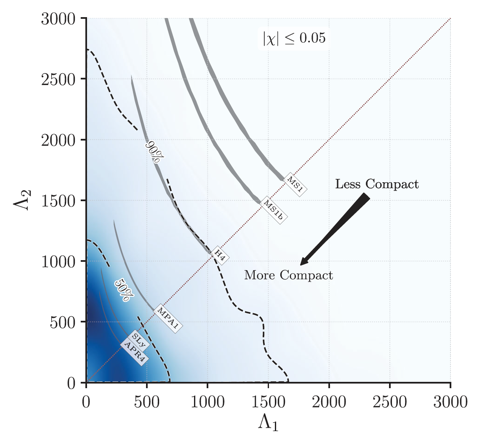 |χ| ≤ 0.05
3000
2500
2000
1500
1000
500
0
Λ₂
90%
50%
MS1
MS1b
H4
MPA1
SLy
APR4
Less Compact
More Compact
0
500
1000
1500
2000
2500
3000
Λ₁